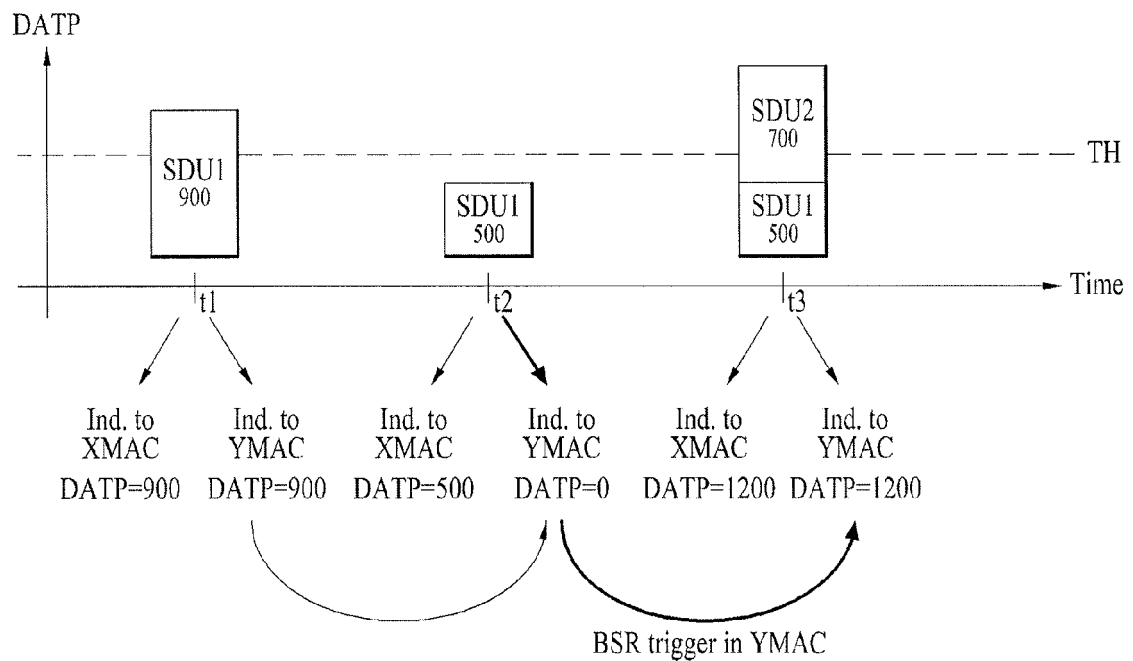 DATP
SDU1
900
SDU1
500
SDU2
700
SDU1
500
TH
Time
t1
t2
t3
Ind. to
XMAC
DATP=900
Ind. to
YMAC
DATP=900
Ind. to
XMAC
DATP=500
Ind. to
YMAC
DATP=0
Ind. to
XMAC
DATP=1200
Ind. to
YMAC
DATP=1200
BSR trigger in YMAC